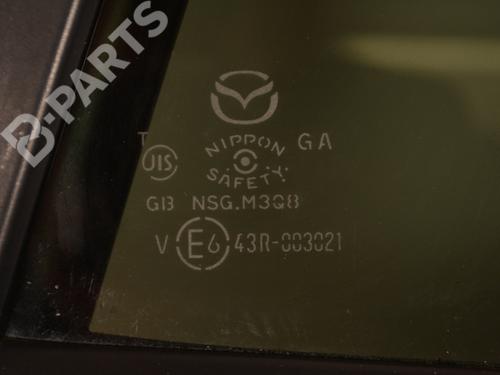 B-PARTS
T NIPPON GA
JIS SAFETY
GB NSG.M3Q8
V E6 43R-003021